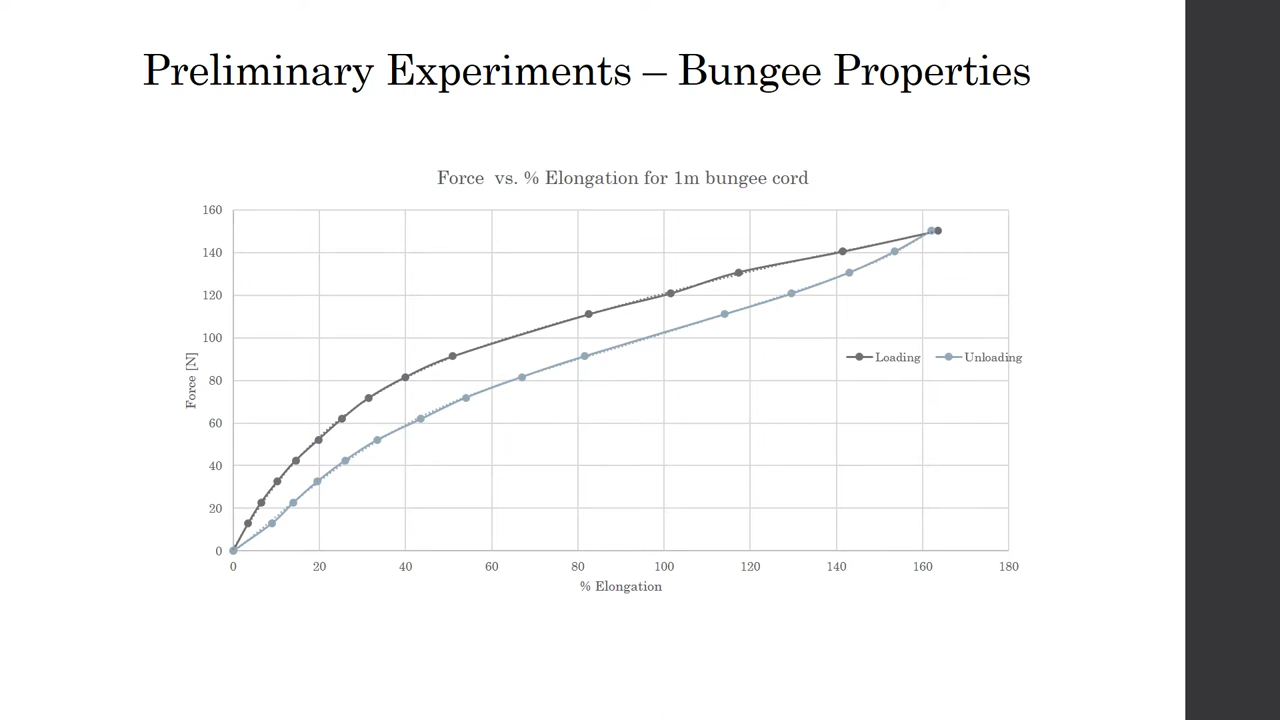 Preliminary Experiments – Bungee Properties
Force vs. % Elongation for 1m bungee cord
160
140
120
100
80
60
40
20
0
Force [N]
Loading
Unloading
0 20 40 60 80 100 120 140 160 180
% Elongation